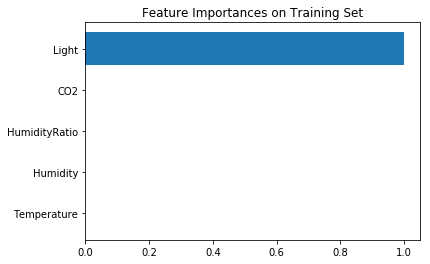 Feature Importances on Training Set
Light
CO2
HumidityRatio
Humidity
Temperature
0.0 0.2 0.4 0.6 0.8 1.0